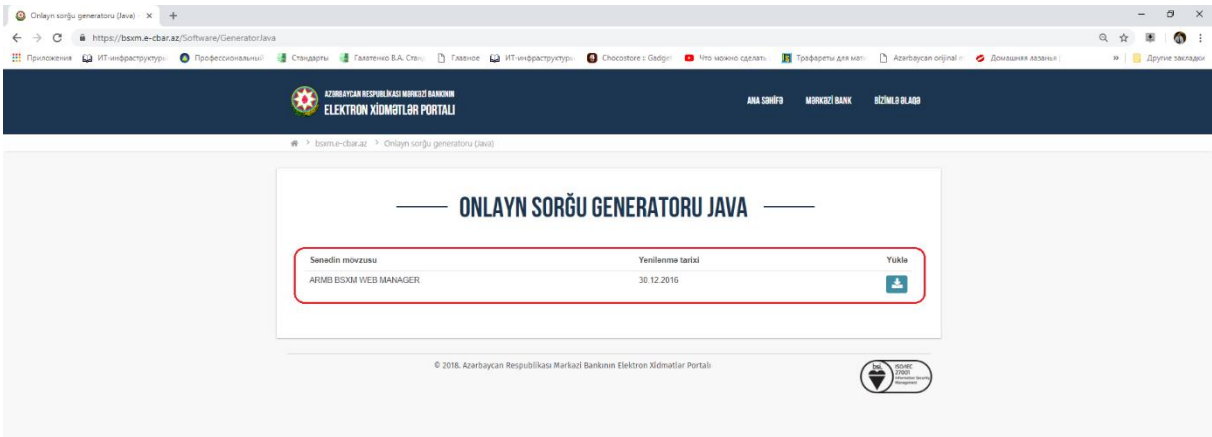 Onlayn sorğu generatoru (Java)
https://bsxm.e-cbar.az/Software/GeneratorJava
Приложения ИТ-инфраструктур Профессиональный Стандарты Галатенко В.А. Стан Главное ИТ-инфраструктур Chocostore :: Gadget Что можно сделать Трафареты для мат Azərbaycan orijinal Домашняя лазанья Другие закладки
AZƏRBAYCAN RESPUBLİKASI MƏRKƏZİ BANKININ
ELEKTRON XİDMƏTLƏR PORTALI
ANA SƏHİFƏ MƏRKƏZİ BANK BİZİMLƏ ƏLAQƏ
bsxm.e-cbar.az > Onlayn sorğu generatoru (Java)
ONLAYN SORĞU GENERATORU JAVA
Sənədin mövzusu Yenilənmə tarixi Yüklə
ARMB BSXM WEB MANAGER 30.12.2016
© 2018. Azərbaycan Respublikası Mərkəzi Bankının Elektron Xidmətlər Portalı
bsi.
ISO/IEC
27001
Information Security
Management